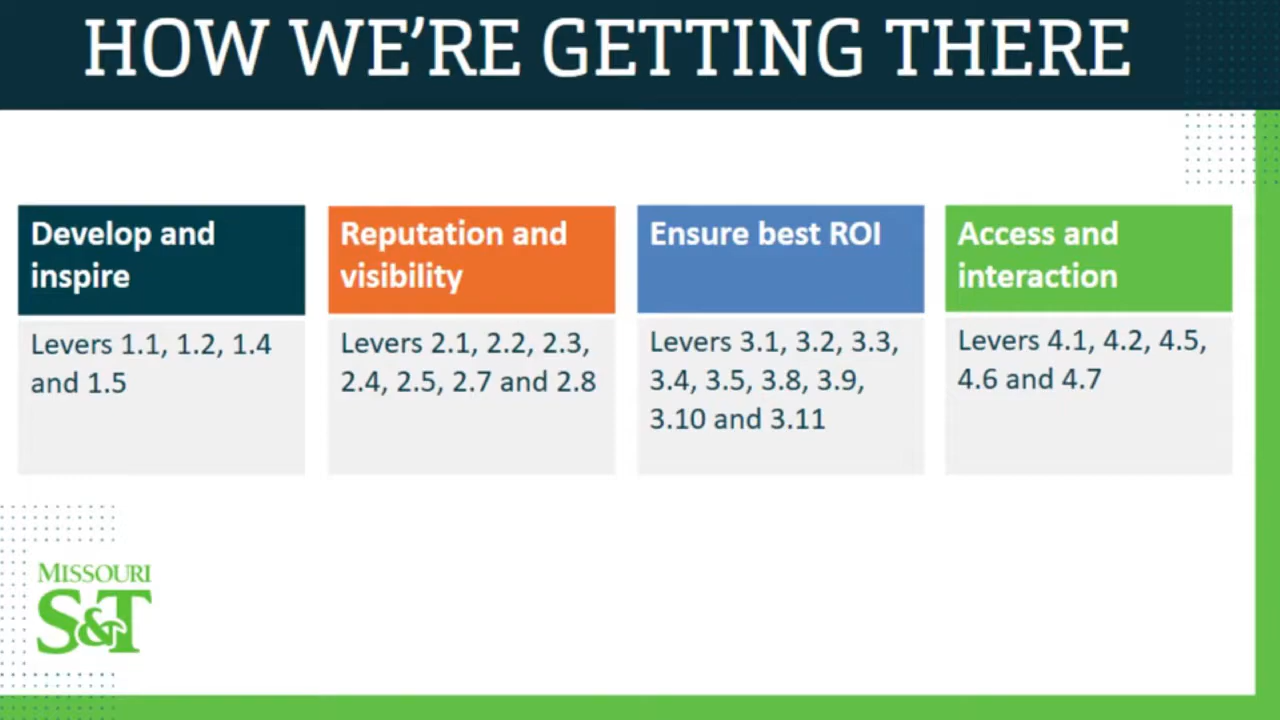 HOW WE'RE GETTING THERE
Develop and
inspire
Levers 1.1, 1.2, 1.4
and 1.5
Reputation and
visibility
Levers 2.1, 2.2, 2.3,
2.4, 2.5, 2.7 and 2.8
Ensure best ROI
Levers 3.1, 3.2, 3.3,
3.4, 3.5, 3.8, 3.9,
3.10 and 3.11
Access and
interaction
Levers 4.1, 4.2, 4.5,
4.6 and 4.7
MISSOURI
S&T